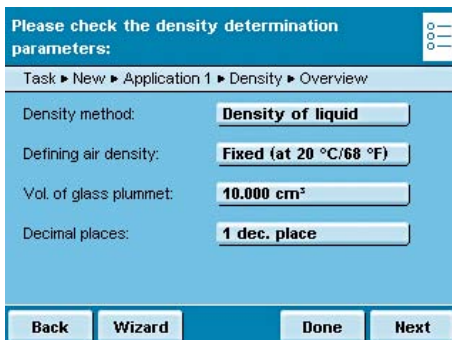 Please check the density determination
parameters:
Task ▸ New ▸ Application 1 ▸ Density ▸ Overview
Density method: Density of liquid
Defining air density: Fixed (at 20 °C/68 °F)
Vol. of glass plummet: 10.000 cm³
Decimal places: 1 dec. place
Back Wizard Done Next